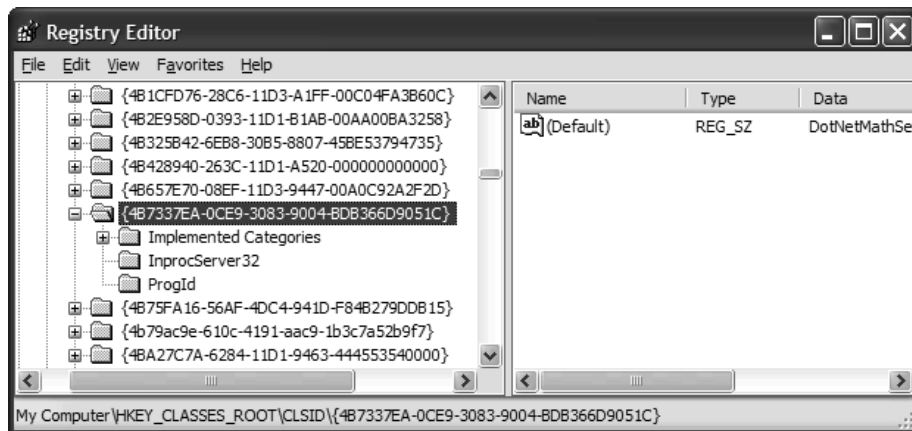 Registry Editor
File Edit View Favorites Help
{4B1CFD76-28C6-11D3-A1FF-00C04FA3B60C}
{4B2E958D-0393-11D1-B1AB-00AA00BA3258}
{4B325B42-6EB8-30B5-8807-45BE53794735}
{4B428940-263C-11D1-A520-000000000000}
{4B657E70-08EF-11D3-9447-00A0C92A2F2D}
{4B7337EA-0CE9-3083-9004-BDB366D9051C}
Implemented Categories
InprocServer32
ProgId
{4B75FA16-56AF-4DC4-941D-F84B279DDB15}
{4b79ac9e-610c-4191-aac9-1b3c7a52b9f7}
{4BA27C7A-6284-11D1-9463-444553540000}
Name Type Data
ab (Default) REG_SZ DotNetMathSe
My Computer\HKEY_CLASSES_ROOT\CLSID\{4B7337EA-0CE9-3083-9004-BDB366D9051C}